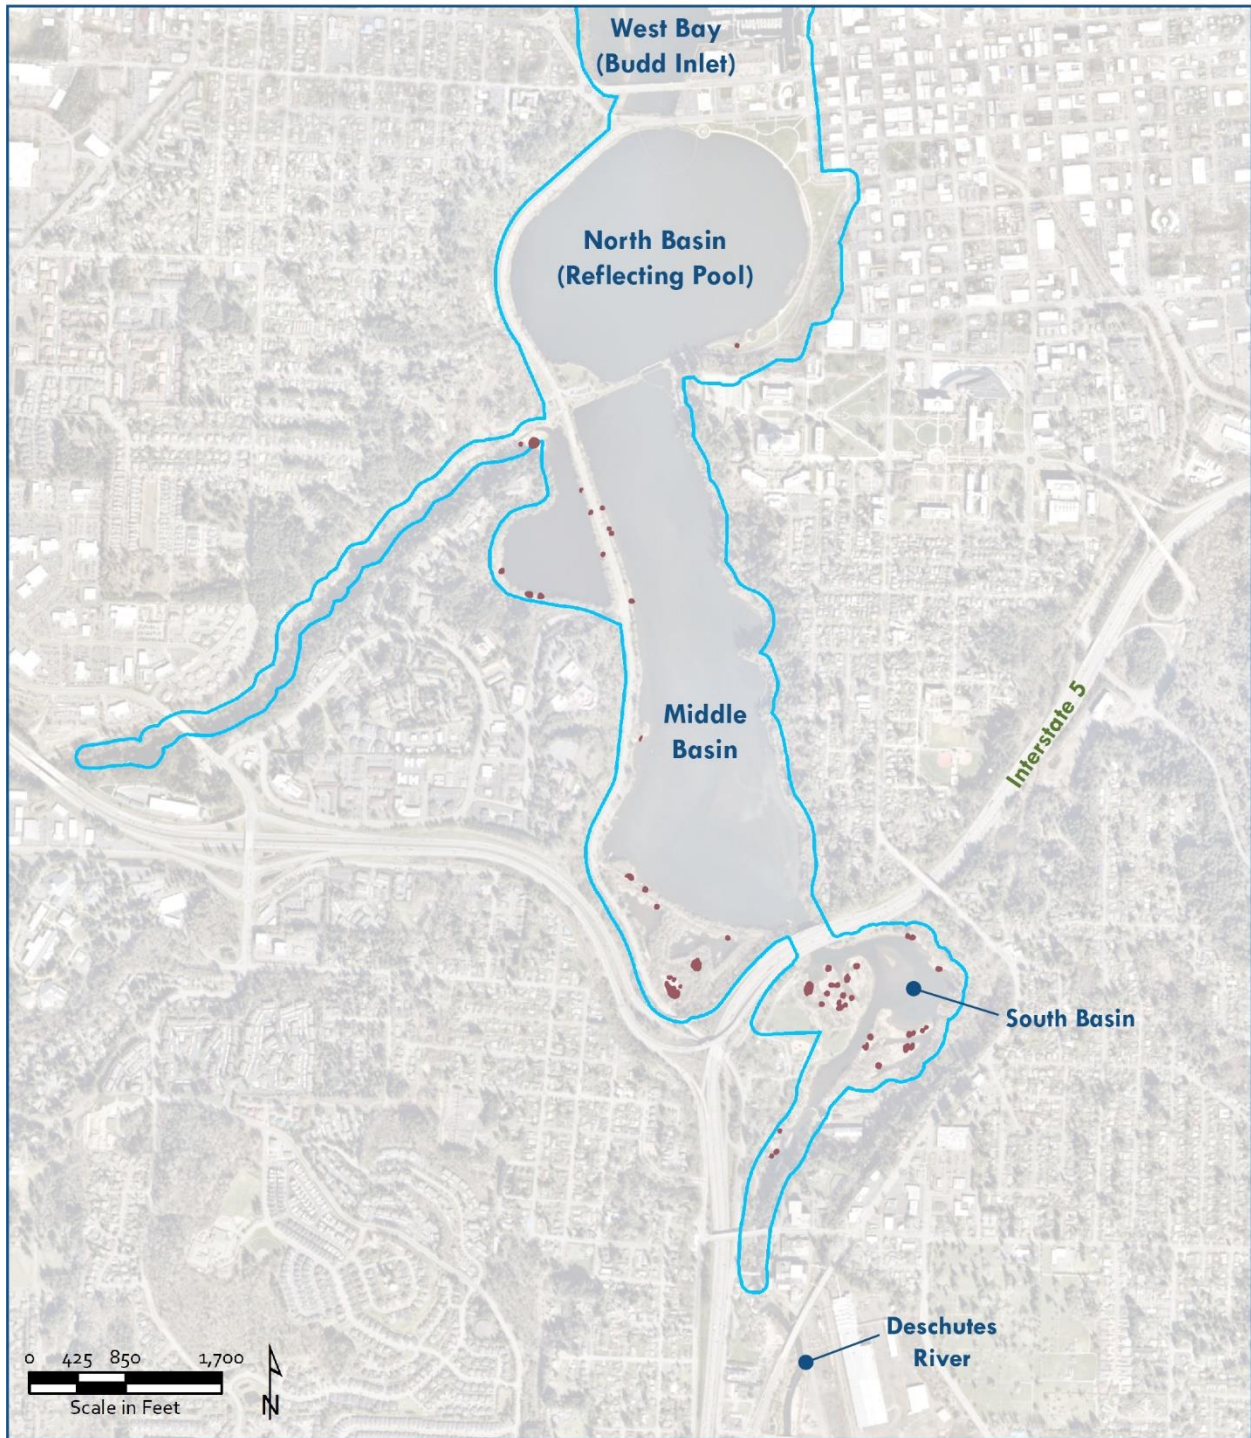 West Bay
(Budd Inlet)
North Basin
(Reflecting Pool)
Middle
Basin
Interstate 5
South Basin
Deschutes
River
0 425 850 1,700
Scale in Feet
N